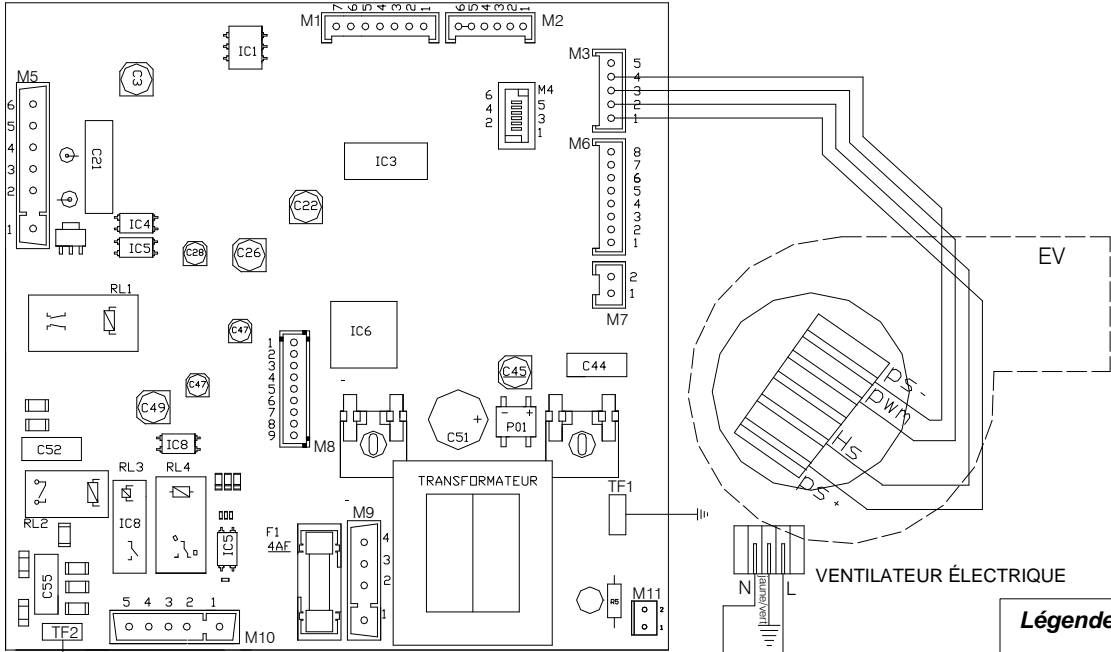 M1
7 6 5 4 3 2 1
6 5 4 3 2 1
M2
IC1
M3
5
4
3
2
1
M5
6
5
4
3
2
1
C3
C21
M4
6
4
2
5
3
1
IC3
M6
8
7
6
5
4
3
2
1
C22
IC4
IC5
C28
C26
2
1
M7
EV
RL1
C47
IC6
1
2
3
4
5
6
7
8
9
M8
C45
C44
C47
C49
C51
P01
ps -
pwm
Hs
ps +
C52
IC8
RL3
RL4
RL2
IC8
IC5
TRANSFORMATEUR
TF1
F1
4AF
M9
4
3
2
1
C55
5 4 3 2 1
M10
TF2
R5
M11
2
1
N
jaune/vert
L
VENTILATEUR ÉLECTRIQUE
Légende